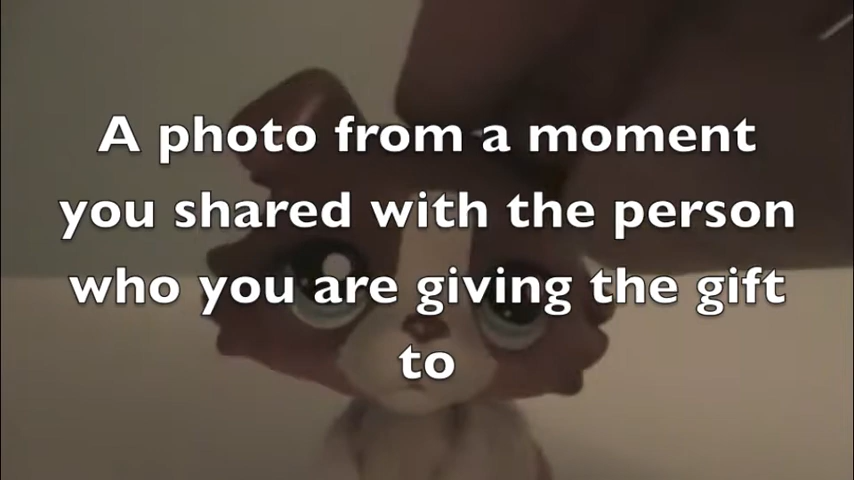 A photo from a moment
you shared with the person
who you are giving the gift
to